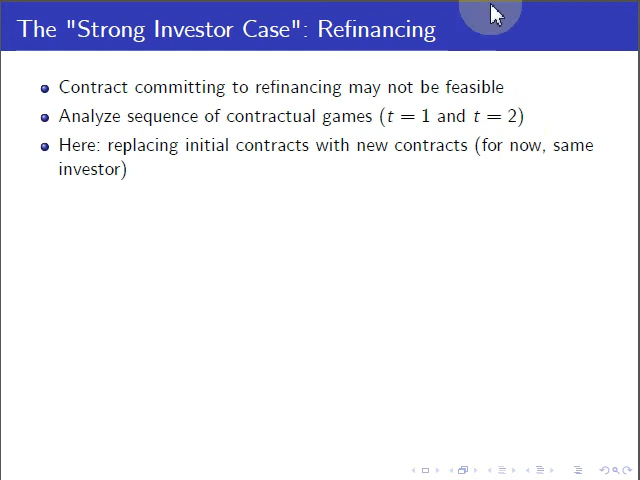 The "Strong Investor Case": Refinancing
Contract committing to refinancing may not be feasible
Analyze sequence of contractual games (t = 1 and t = 2)
Here: replacing initial contracts with new contracts (for now, same
investor)